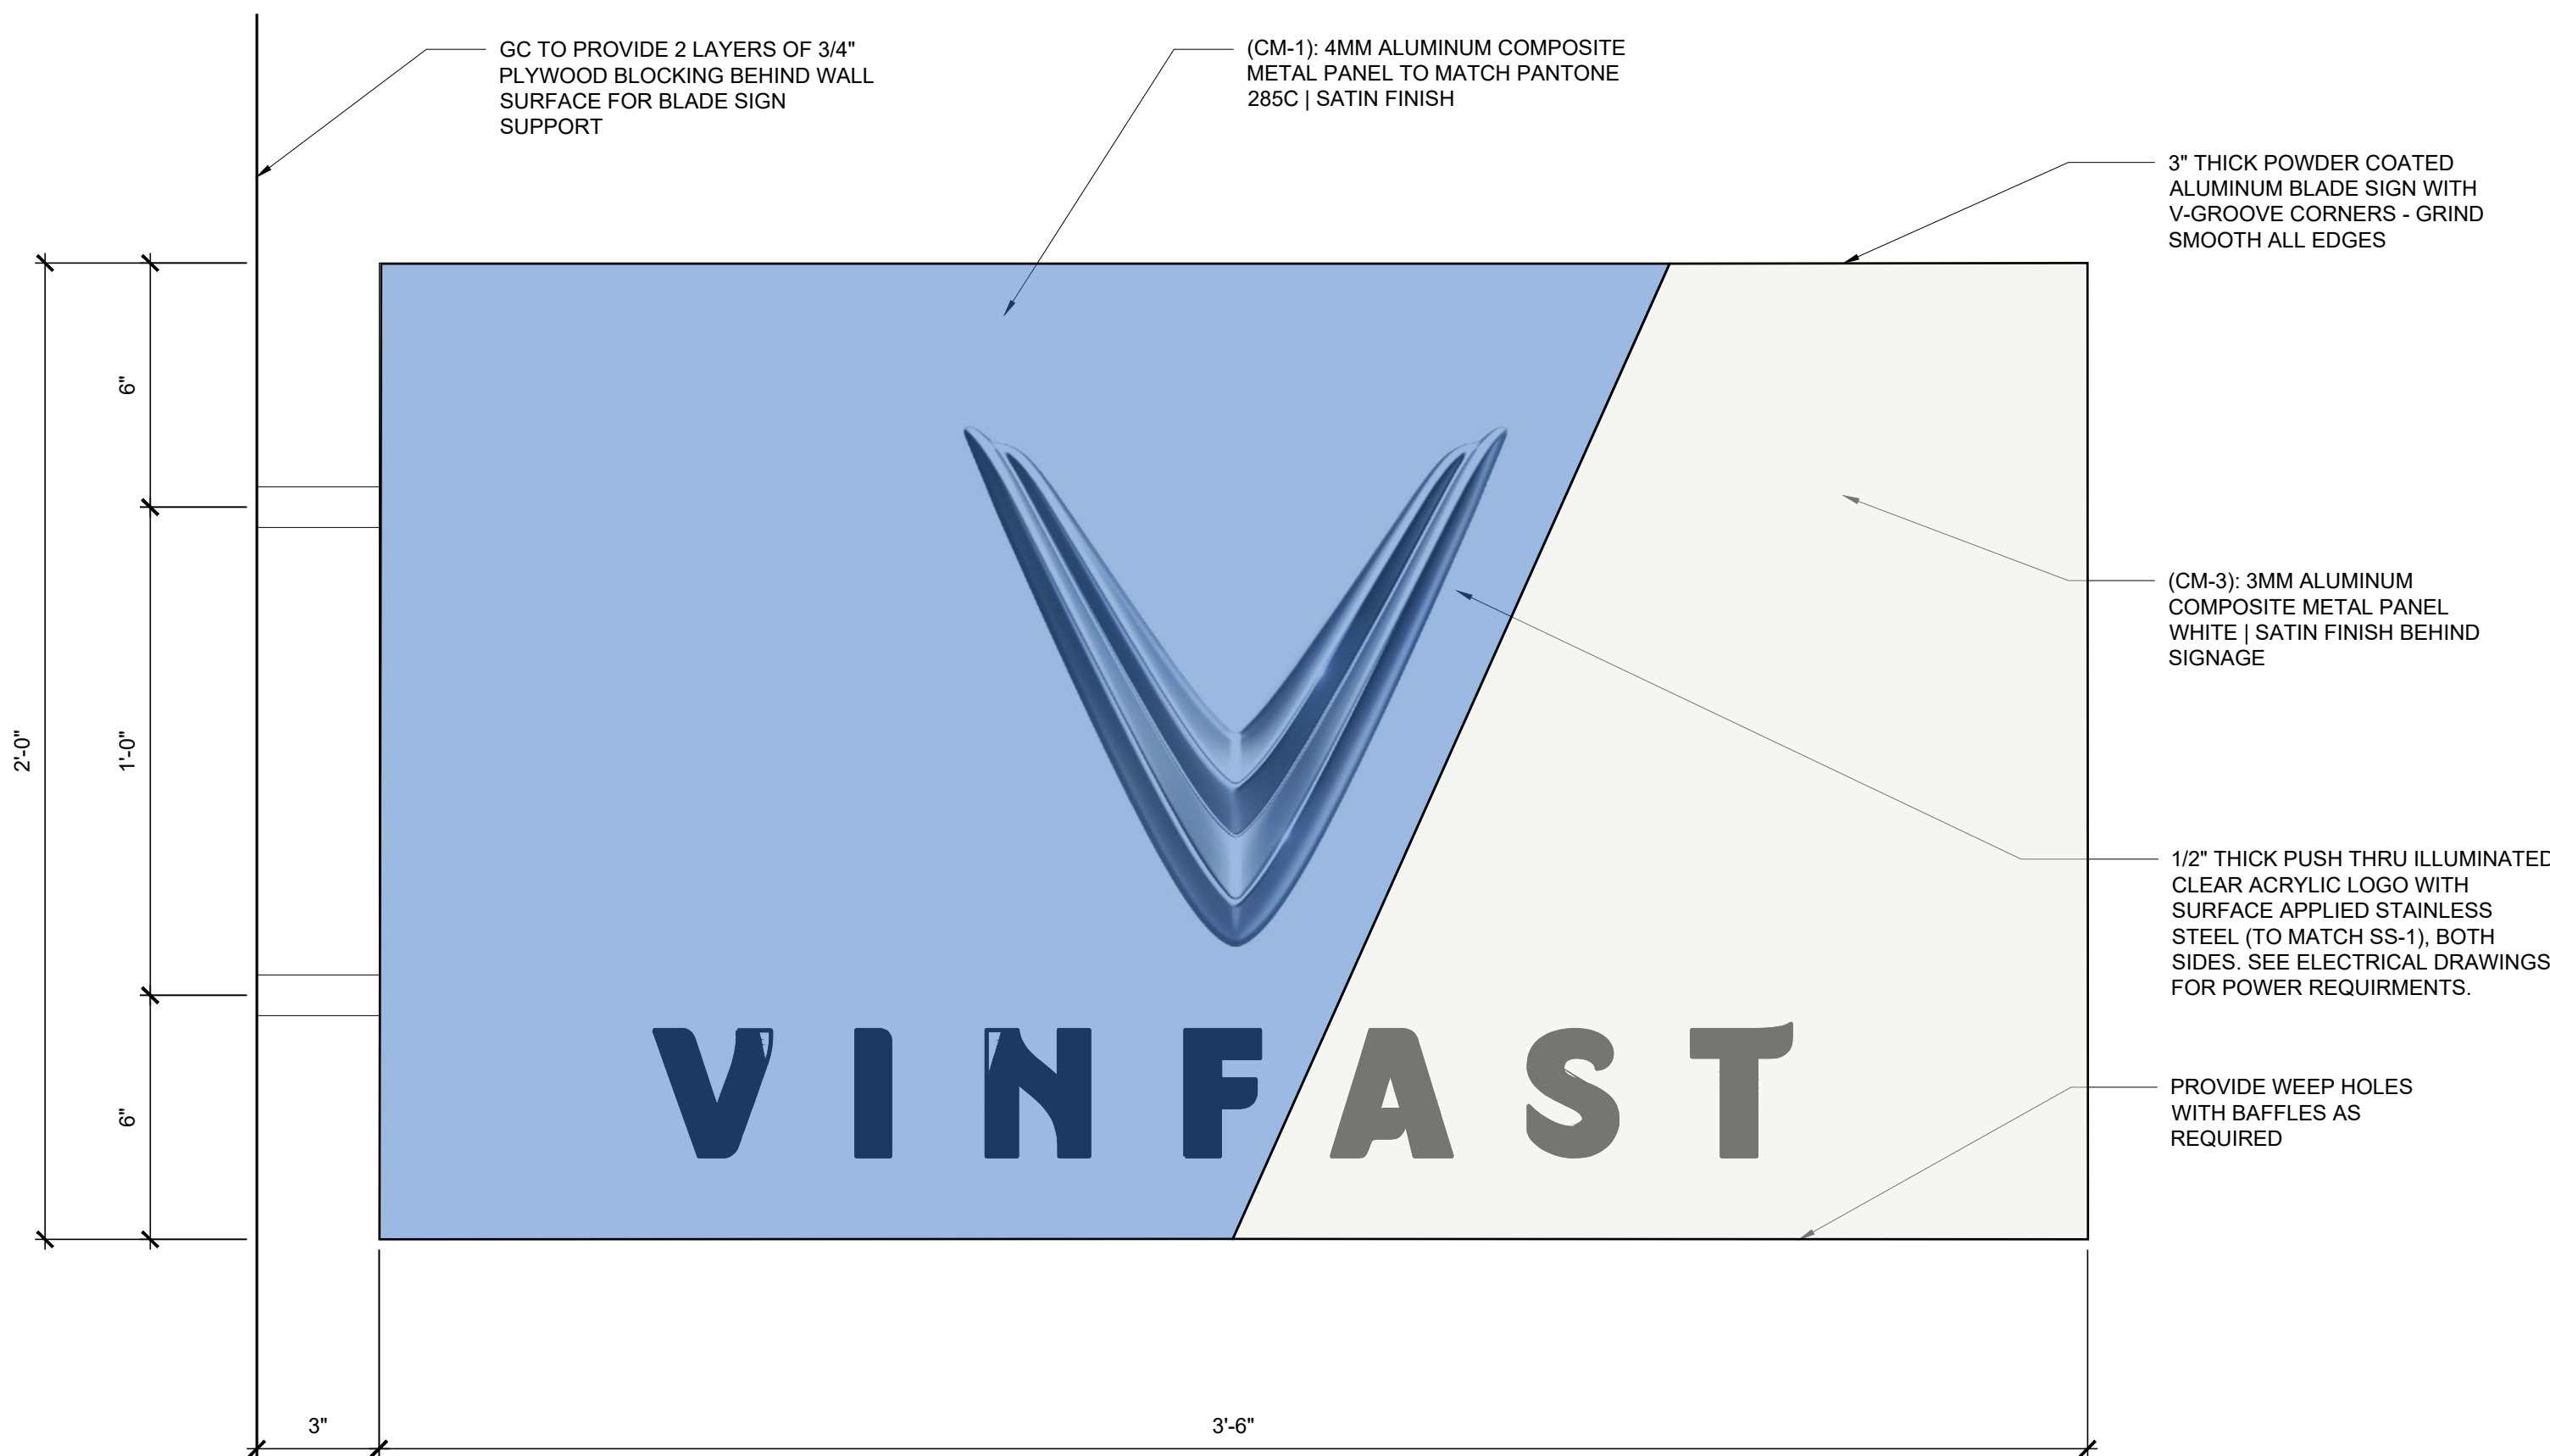 GC TO PROVIDE 2 LAYERS OF 3/4"
PLYWOOD BLOCKING BEHIND WALL
SURFACE FOR BLADE SIGN
SUPPORT
(CM-1): 4MM ALUMINUM COMPOSITE
METAL PANEL TO MATCH PANTONE
285C | SATIN FINISH
3" THICK POWDER COATED
ALUMINUM BLADE SIGN WITH
V-GROOVE CORNERS - GRIND
SMOOTH ALL EDGES
6"
2'-0"
1'-0"
6"
(CM-3): 3MM ALUMINUM
COMPOSITE METAL PANEL
WHITE | SATIN FINISH BEHIND
SIGNAGE
1/2" THICK PUSH THRU ILLUMINATED
CLEAR ACRYLIC LOGO WITH
SURFACE APPLIED STAINLESS
STEEL (TO MATCH SS-1), BOTH
SIDES. SEE ELECTRICAL DRAWINGS
FOR POWER REQUIRMENTS.
VINFAST
PROVIDE WEEP HOLES
WITH BAFFLES AS
REQUIRED
3"
3'-6"